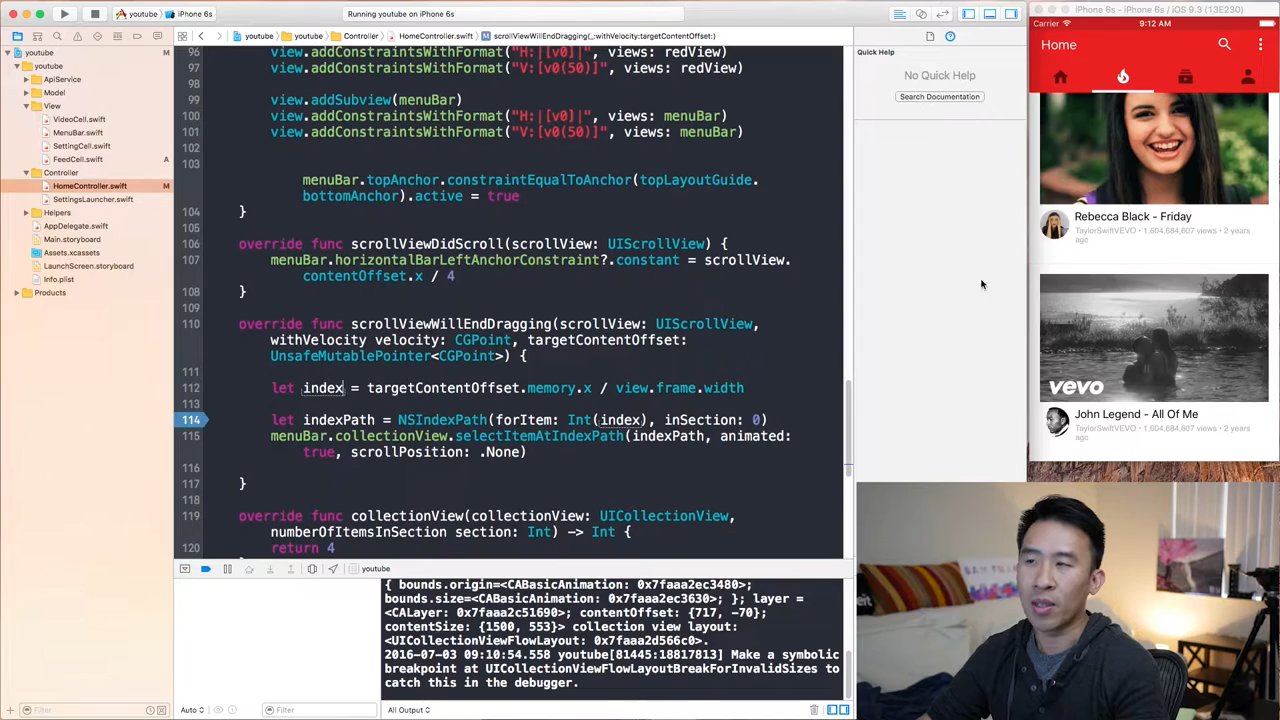 youtube
iPhone 6s
Running youtube on iPhone 6s
iPhone 6s - iPhone 6s / iOS 9.3 (13E230)
Carrier
9:12 AM
Home
youtube
youtube
Controller
HomeController.swift
M
scrollViewWillEndDragging(_:withVelocity:targetContentOffset:)
youtube
youtube
ApiService
Model
View
VideoCell.swift
MenuBar.swift
SettingCell.swift
FeedCell.swift A
Controller
HomeController.swift M
SettingsLauncher.swift
Helpers
AppDelegate.swift
Main.storyboard
Assets.xcassets
LaunchScreen.storyboard
Info.plist
Products
Filter
96 view.addConstraintsWithFormat("H:|[v0]|", views: redView)
97 view.addConstraintsWithFormat("V:[v0(50)]", views: redView)
98
99 view.addSubview(menuBar)
100 view.addConstraintsWithFormat("H:|[v0]|", views: menuBar)
101 view.addConstraintsWithFormat("V:[v0(50)]", views: menuBar)
102
103 menuBar.topAnchor.constraintEqualToAnchor(topLayoutGuide.
bottomAnchor).active = true
104 }
105
106 override func scrollViewDidScroll(scrollView: UIScrollView) {
107 menuBar.horizontalBarLeftAnchorConstraint?.constant = scrollView.
contentOffset.x / 4
108 }
109
110 override func scrollViewWillEndDragging(scrollView: UIScrollView,
withVelocity velocity: CGPoint, targetContentOffset:
UnsafeMutablePointer<CGPoint>) {
111
112 let index = targetContentOffset.memory.x / view.frame.width
113
114 let indexPath = NSIndexPath(forItem: Int(index), inSection: 0)
115 menuBar.collectionView.selectItemAtIndexPath(indexPath, animated:
true, scrollPosition: .None)
116
117 }
118
119 override func collectionView(collectionView: UICollectionView,
numberOfItemsInSection section: Int) -> Int {
120 return 4
youtube
{ bounds.origin=<CABasicAnimation: 0x7faaa2ec3480>;
bounds.size=<CABasicAnimation: 0x7faaa2ec3630>; }; layer =
<CALayer: 0x7faaa2c51690>; contentOffset: {717, -70};
contentSize: {1500, 553}> collection view layout:
<UICollectionViewFlowLayout: 0x7faaa2d566c0>.
2016-07-03 09:10:54.558 youtube[81445:18817813] Make a symbolic
breakpoint at UICollectionViewFlowLayoutBreakForInvalidSizes to
catch this in the debugger.
Auto
Filter
All Output
Quick Help
No Quick Help
Search Documentation
Rebecca Black - Friday
TaylorSwiftVEVO • 1,604,684,607 views • 2 years
ago
vevo
John Legend - All Of Me
TaylorSwiftVEVO • 1,604,684,607 views • 2 years
ago